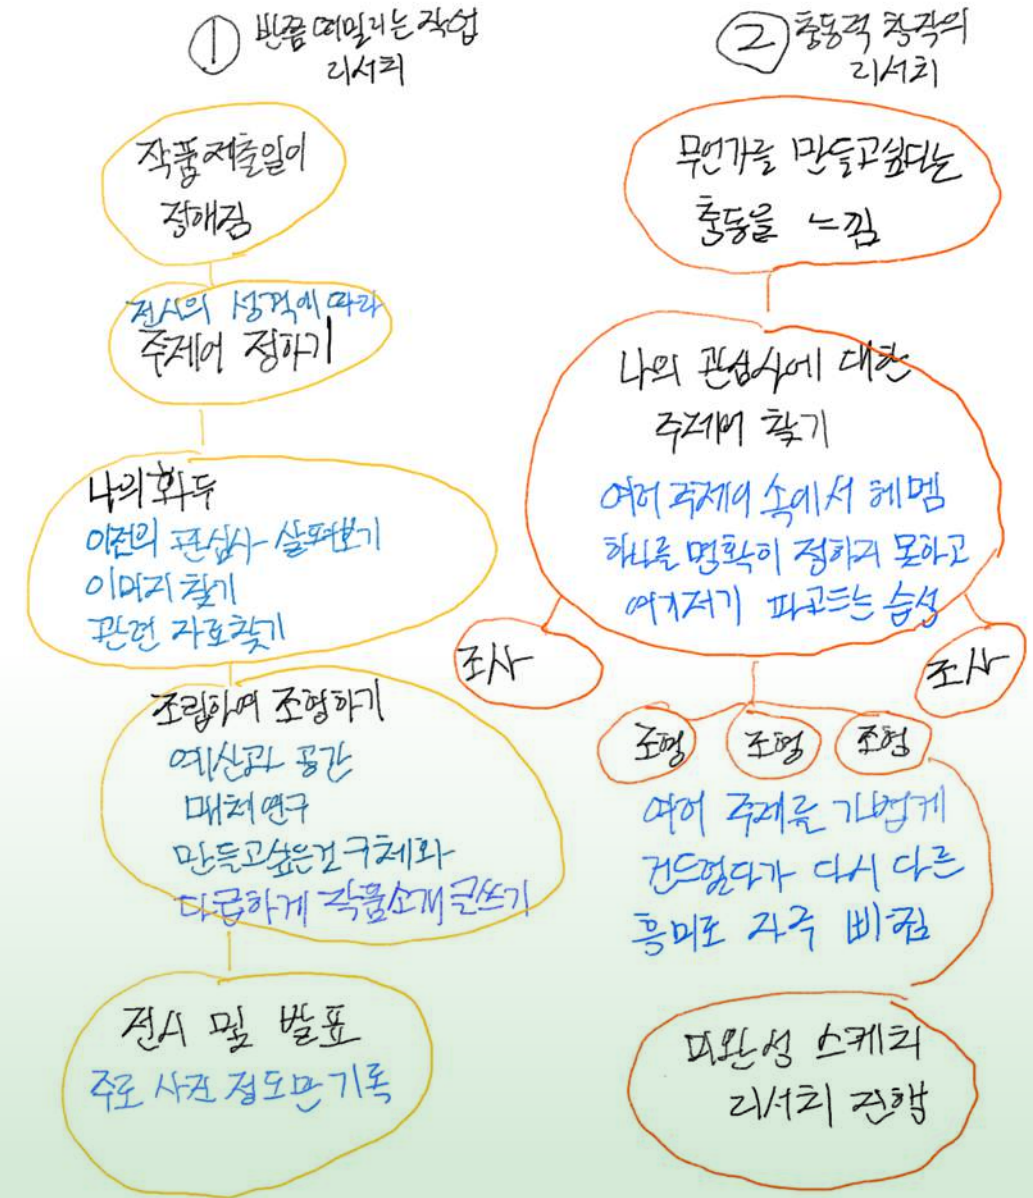 ① 반쯤 떠밀리는 작업
리서치
작품 제출일이
정해짐
전시의 성격에 따라
주제어 정하기
나의 화두
이전의 관심사 살펴보기
이미지 찾기
관련 자료찾기
조립하여 조형하기
예산과 공간
매체연구
만들고싶은것 구체화
다급하게 작품소개글쓰기
전시 및 발표
주로 사진 정도만 기록
② 충동적 창작의
리서치
무언가를 만들고싶다는
충동을 느낌
나의 관심사에 대한
주제어 찾기
여러 주제어 속에서 헤멤
하나를 명확히 정하지 못하고
여기저기 파고드는 습성
조사
조사
조형 조형 조형
여러 주제를 가볍게
건드렸다가 다시 다른
흥미로 자주 비춤
미완성 스케치
리서치 진행